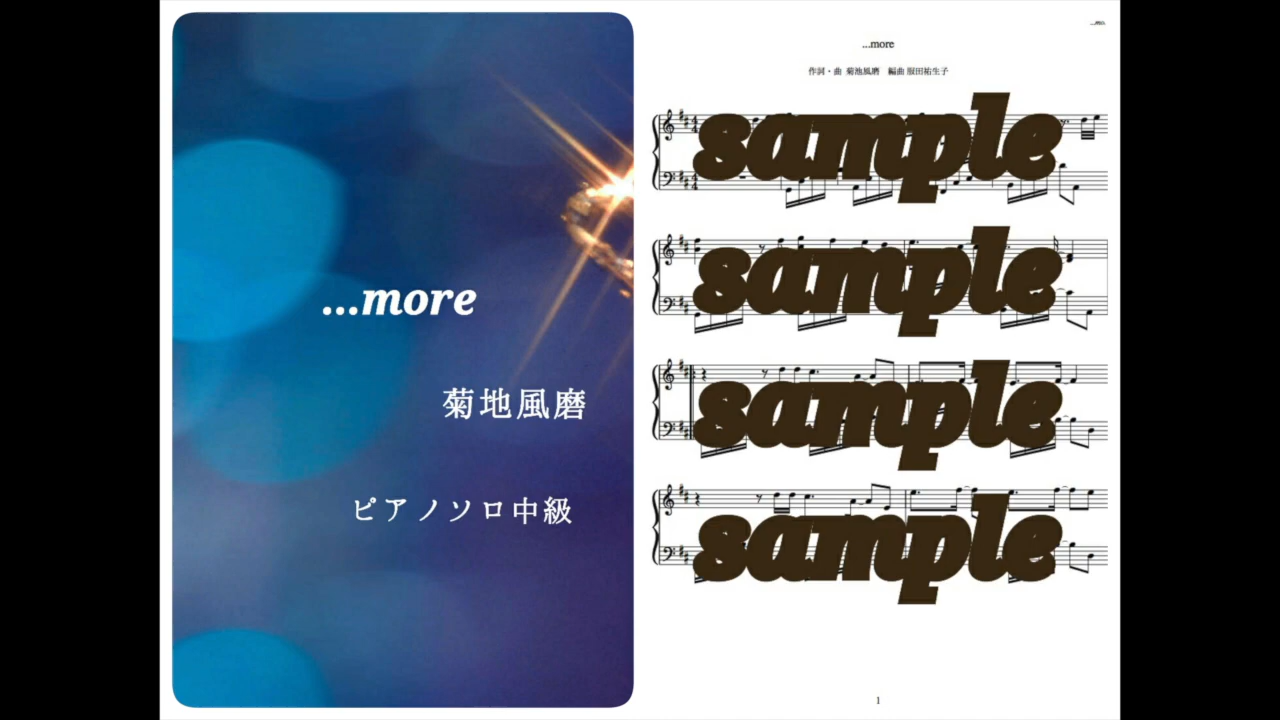 ...more
菊地風磨
ピアノソロ中級
...more
作詞・曲 菊池風磨 編曲 服田祐生子
sample
sample
sample
sample
1